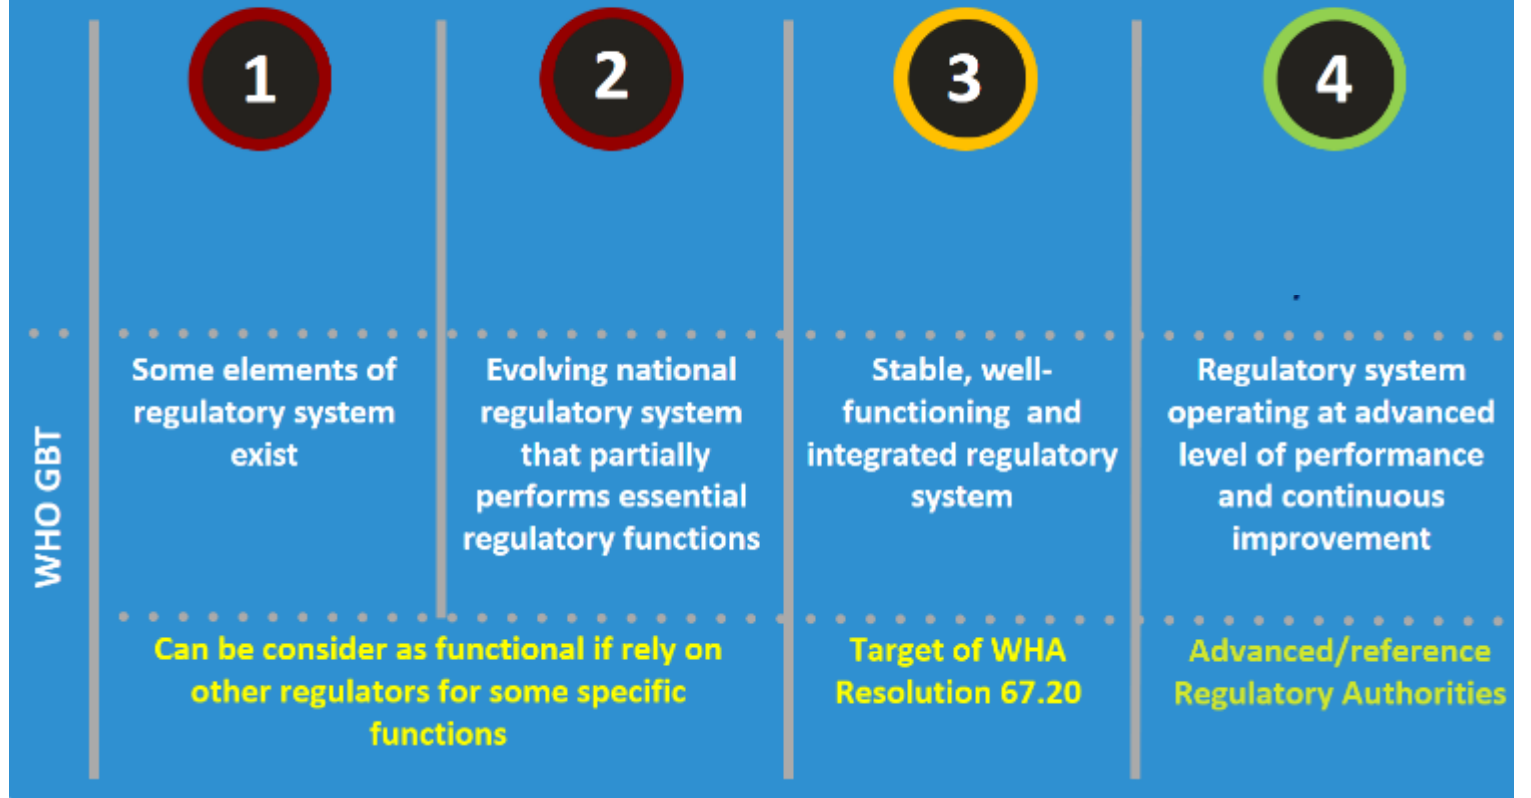 1
2
3
4
WHO GBT
Some elements of
regulatory system
exist
Evolving national
regulatory system
that partially
performs essential
regulatory functions
Stable, well-
functioning and
integrated regulatory
system
Regulatory system
operating at advanced
level of performance
and continuous
improvement
Can be consider as functional if rely on
other regulators for some specific
functions
Target of WHA
Resolution 67.20
Advanced/reference
Regulatory Authorities